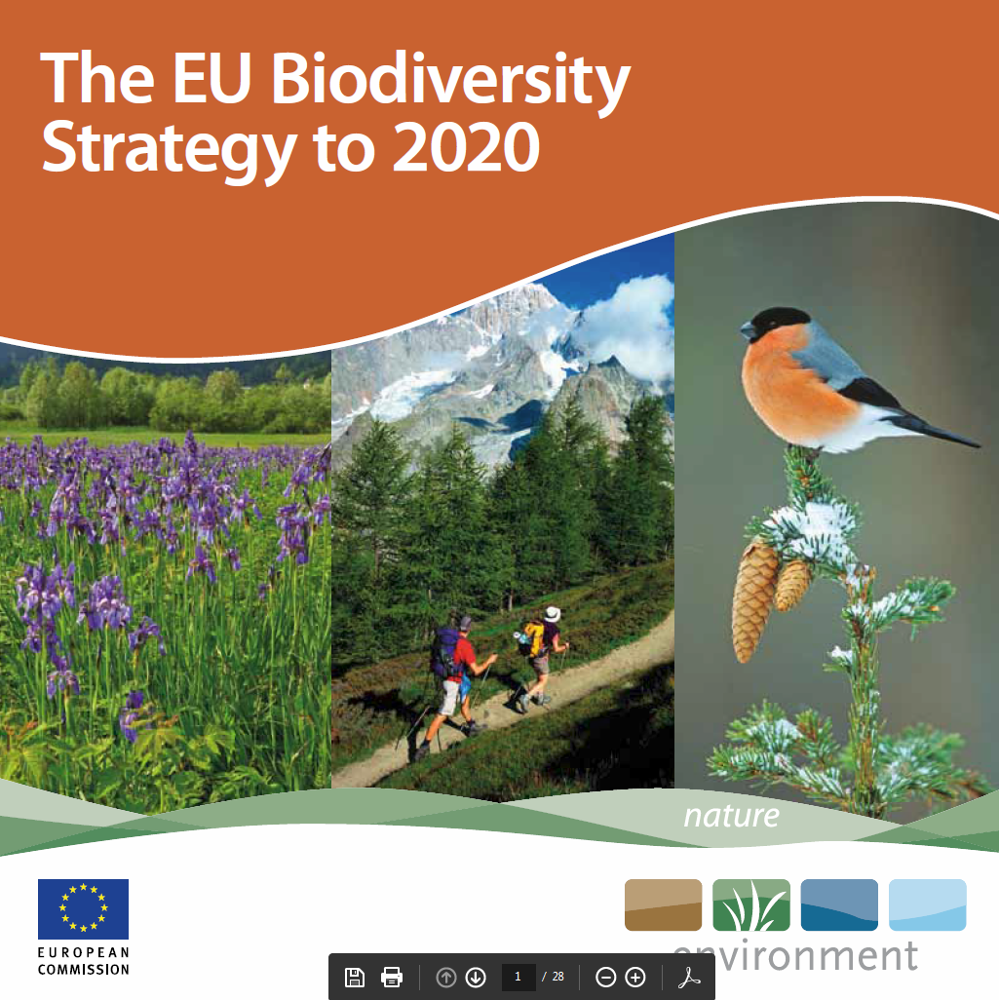 The EU Biodiversity
Strategy to 2020
nature
EUROPEAN
COMMISSION
environment
1 / 28